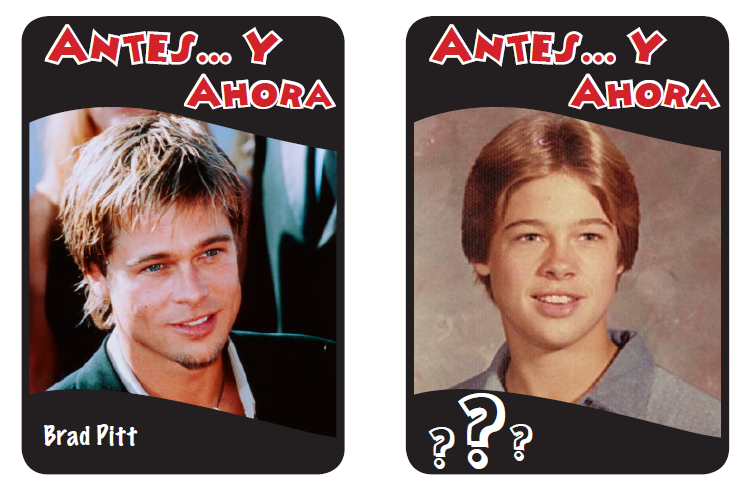 ANTES... Y
AHORA
Brad Pitt
ANTES... Y
AHORA
???